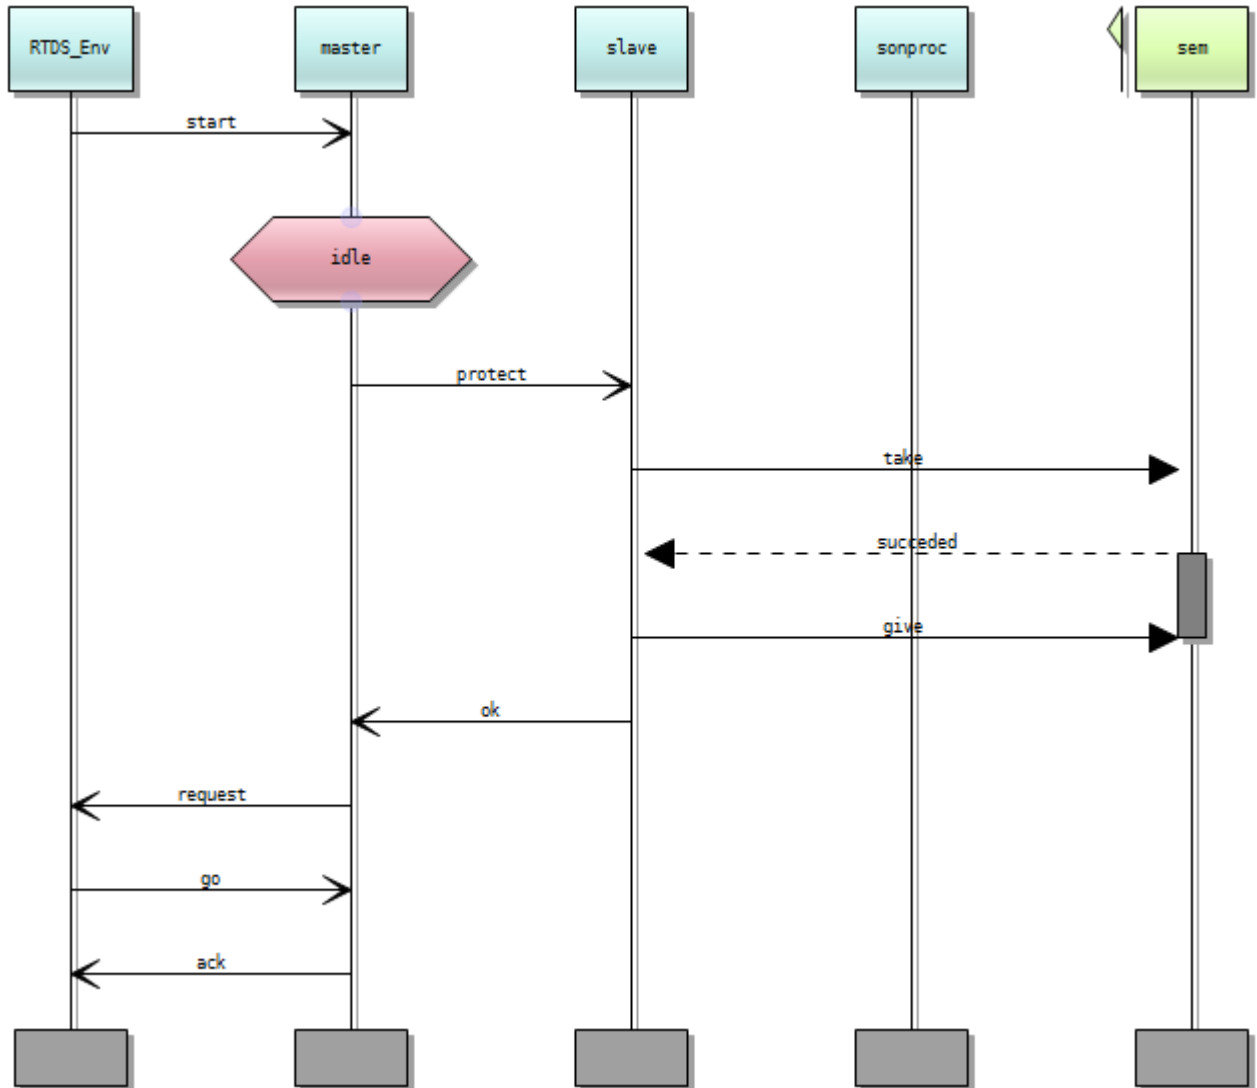 RTDS_Env
master
slave
sonproc
sem
start
idle
protect
take
succeded
give
ok
request
go
ack